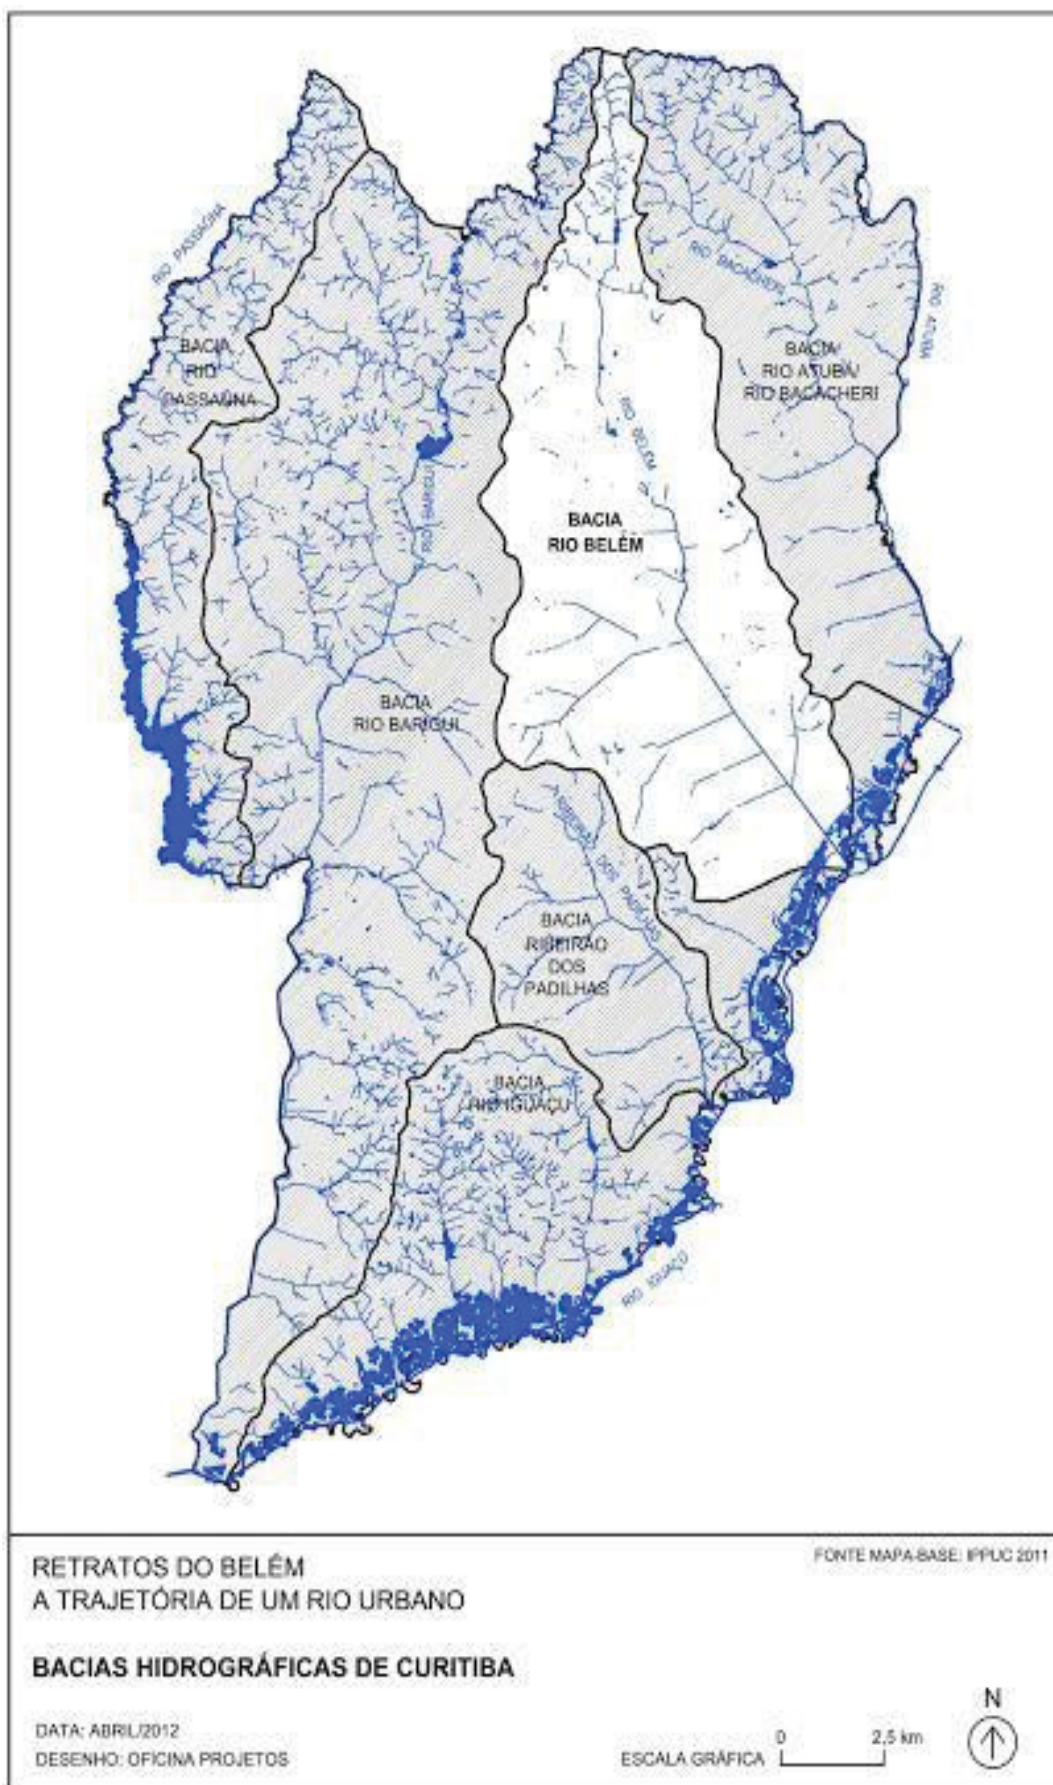 RIO PASSAÚNA
BACIA
RIO
PASSAÚNA
RIO BACACHERI
RIO ATUBA
BACIA
RIO ATUBA/
RIO BACACHERI
RIO BELÉM
RIO BARIGUI
BACIA
RIO BELÉM
BACIA
RIO BARIGUI
RIBEIRÃO DOS PADILHAS
BACIA
RIBEIRÃO
DOS
PADILHAS
BACIA
RIO IGUAÇU
RIO IGUAÇU
RETRATOS DO BELÉM
A TRAJETÓRIA DE UM RIO URBANO
FONTE MAPA-BASE: IPPUC 2011
BACIAS HIDROGRÁFICAS DE CURITIBA
DATA: ABRIL/2012
DESENHO: OFICINA PROJETOS
ESCALA GRÁFICA
0 2,5 km
N